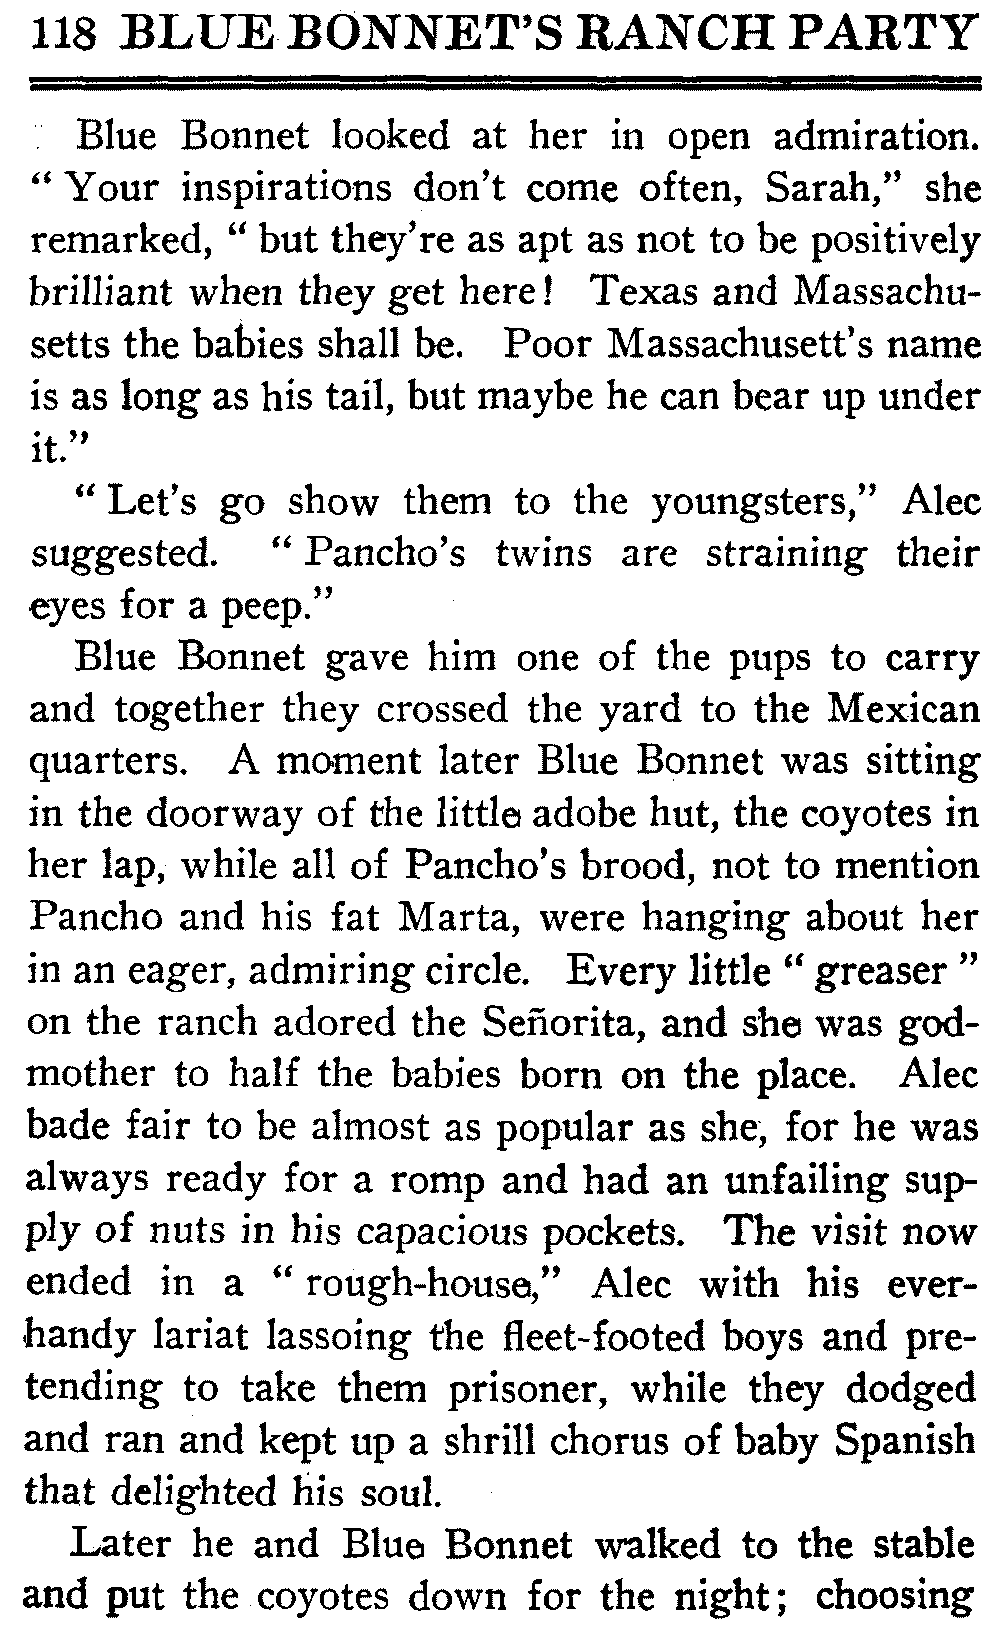 118 BLUE BONNET'S RANCH PARTY
Blue Bonnet looked at her in open admiration.
" Your inspirations don't come often, Sarah," she
remarked, " but they're as apt as not to be positively
brilliant when they get here! Texas and Massachu-
setts the babies shall be. Poor Massachusett's name
is as long as his tail, but maybe he can bear up under
it."
" Let's go show them to the youngsters," Alec
suggested. " Pancho's twins are straining their
eyes for a peep."
Blue Bonnet gave him one of the pups to carry
and together they crossed the yard to the Mexican
quarters. A moment later Blue Bonnet was sitting
in the doorway of the little adobe hut, the coyotes in
her lap, while all of Pancho's brood, not to mention
Pancho and his fat Marta, were hanging about her
in an eager, admiring circle. Every little " greaser "
on the ranch adored the Señorita, and she was god-
mother to half the babies born on the place. Alec
bade fair to be almost as popular as she, for he was
always ready for a romp and had an unfailing sup-
ply of nuts in his capacious pockets. The visit now
ended in a " rough-house," Alec with his ever-
handy lariat lassoing the fleet-footed boys and pre-
tending to take them prisoner, while they dodged
and ran and kept up a shrill chorus of baby Spanish
that delighted his soul.
Later he and Blue Bonnet walked to the stable
and put the coyotes down for the night; choosing